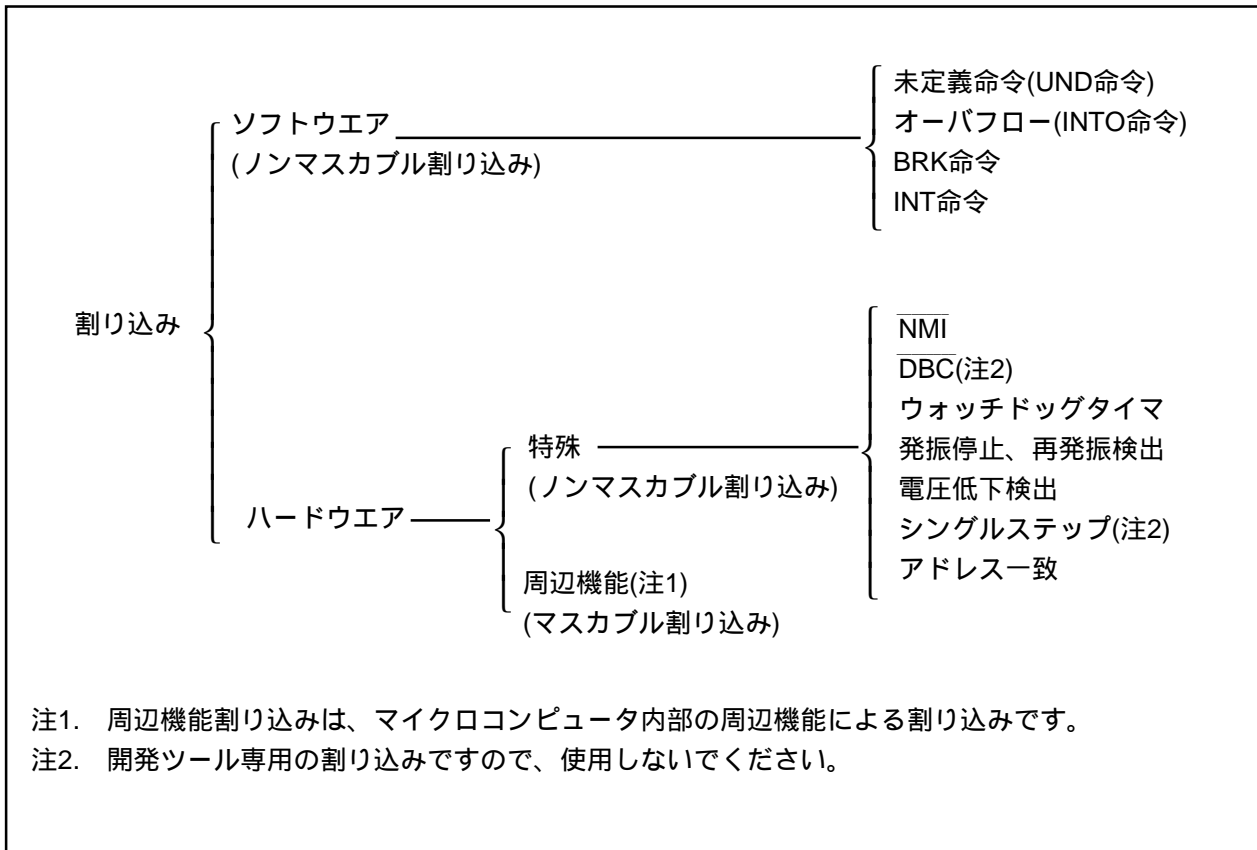 未定義命令(UND命令)
ソフトウエア
オーバフロー(INTO命令)
(ノンマスカブル割り込み)
BRK命令
INT命令
割り込み
NMI
DBC(注2)
ウォッチドッグタイマ
特殊
発振停止、再発振検出
(ノンマスカブル割り込み)
電圧低下検出
ハードウエア
シングルステップ(注2)
アドレス一致
周辺機能(注1)
(マスカブル割り込み)
注1. 周辺機能割り込みは、マイクロコンピュータ内部の周辺機能による割り込みです。
注2. 開発ツール専用の割り込みですので、使用しないでください。